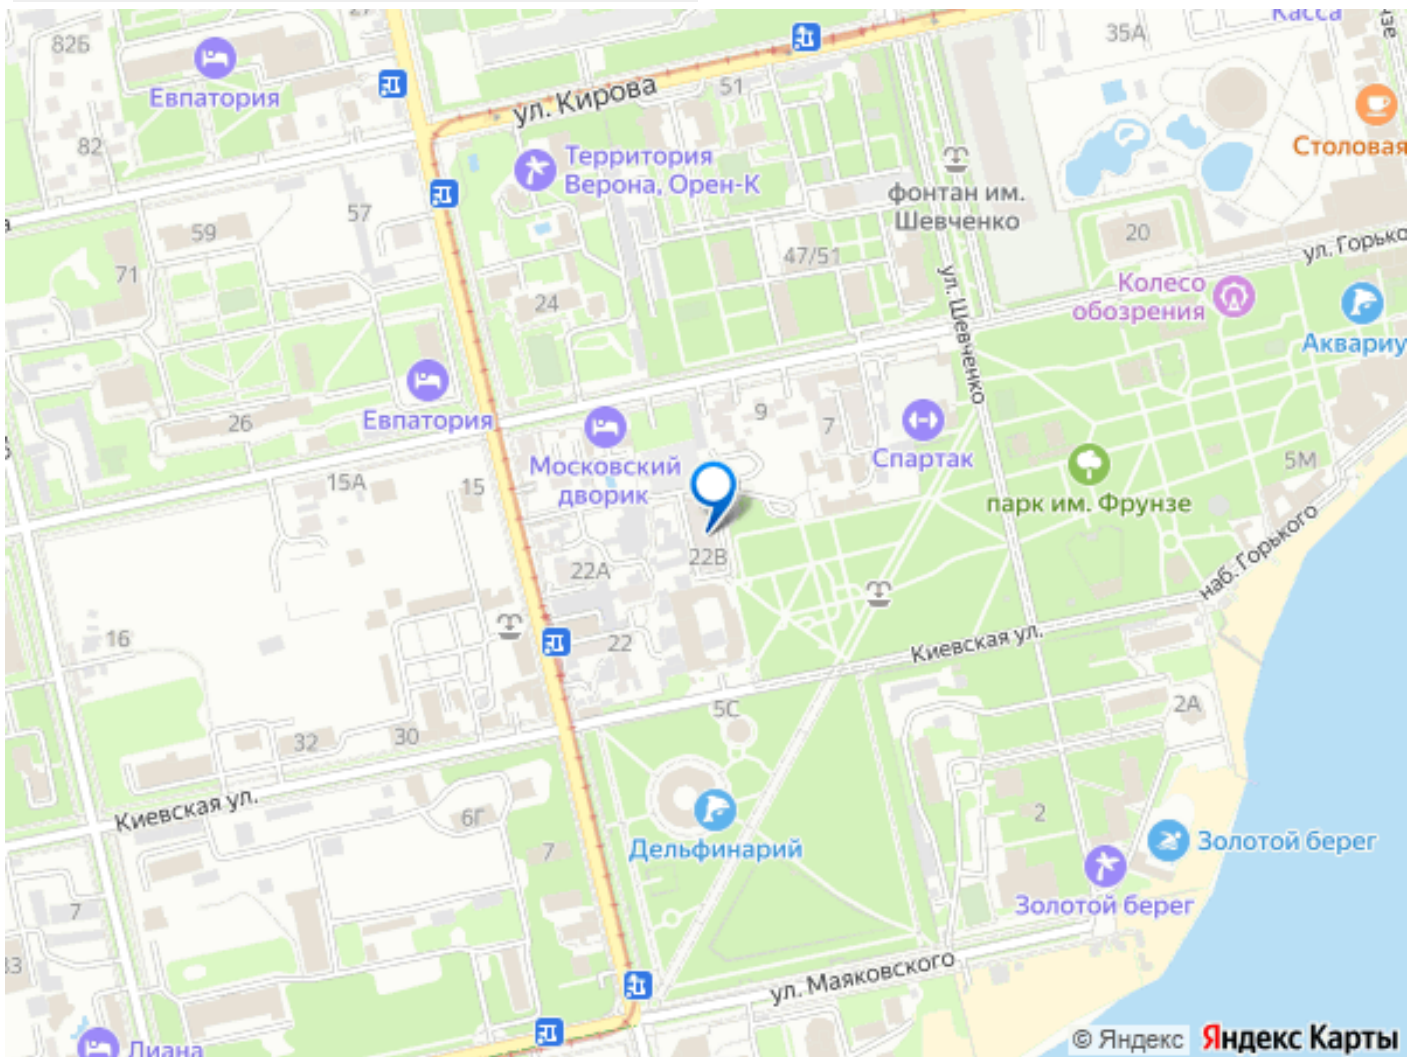 27
Касса
зе
82Б
35А
Евпатория
ул. Кирова
51
82
Столовая
Территория
Верона, Орен-К
фонтан им.
Шевченко
57
59
20
ул. Горько
71
47/51
ул. Шевченко
Колесо
обозрения
24
Аквариу
Евпатория
26
9
7
Спартак
Московский
дворик
15А
15
5М
парк им. Фрунзе
наб. Горького
22В
22А
16
22
Киевская ул.
5С
2А
32
30
Киевская ул.
6Г
7
Дельфинарий
2
Золотой берег
Золотой берег
7
33
ул. Маяковского
Лиана
© Яндекс Яндекс Карты